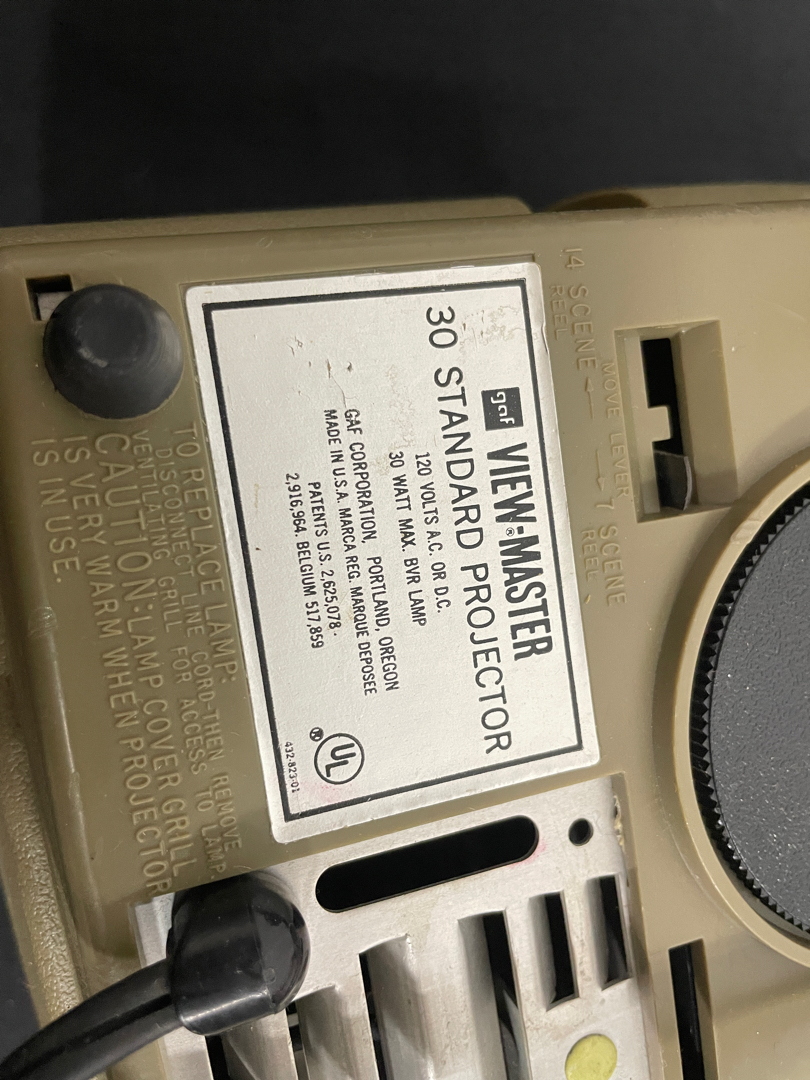 14 SCENE
REEL
MOVE LEVER
7 SCENE
REEL
gaf VIEW-MASTER®
30 STANDARD PROJECTOR
120 VOLTS A.C. OR D.C.
30 WATT MAX. BVR LAMP
GAF CORPORATION, PORTLAND, OREGON
MADE IN U.S.A. MARCA REG. MARQUE DEPOSEE
PATENTS U.S. 2,625,078-
2,916,964. BELGIUM 517,859
UL ®
432-823-01
TO REPLACE LAMP:
DISCONNECT LINE CORD-THEN REMOVE
VENTILATING GRILL FOR ACCESS TO LAMP
CAUTION: LAMP COVER GRILL
IS VERY WARM WHEN PROJECTOR
IS IN USE.